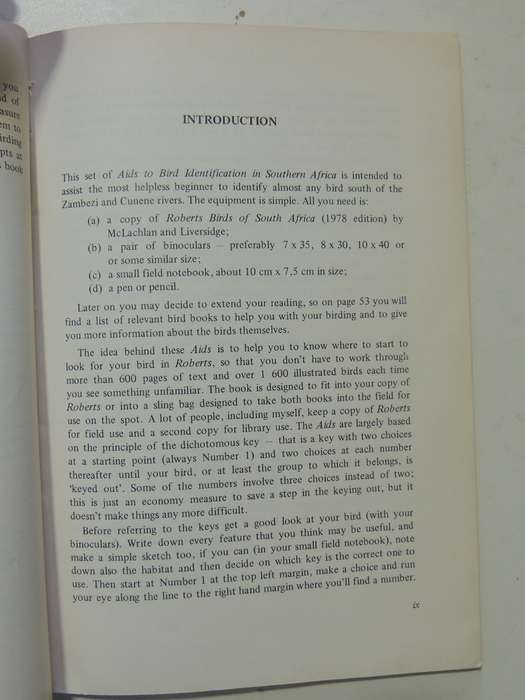 you
d of
asure
em to
irding
pts at
book
INTRODUCTION
This set of Aids to Bird Identification in Southern Africa is intended to
assist the most helpless beginner to identify almost any bird south of the
Zambezi and Cunene rivers. The equipment is simple. All you need is:
(a) a copy of Roberts Birds of South Africa (1978 edition) by
McLachlan and Liversidge;
(b) a pair of binoculars – preferably 7 x 35, 8 x 30, 10 x 40 or
or some similar size;
(c) a small field notebook, about 10 cm x 7,5 cm in size;
(d) a pen or pencil.
Later on you may decide to extend your reading, so on page 53 you will
find a list of relevant bird books to help you with your birding and to give
you more information about the birds themselves.
The idea behind these Aids is to help you to know where to start to
look for your bird in Roberts, so that you don't have to work through
more than 600 pages of text and over 1 600 illustrated birds each time
you see something unfamiliar. The book is designed to fit into your copy of
Roberts or into a sling bag designed to take both books into the field for
use on the spot. A lot of people, including myself, keep a copy of Roberts
for field use and a second copy for library use. The Aids are largely based
on the principle of the dichotomous key – that is a key with two choices
at a starting point (always Number 1) and two choices at each number
thereafter until your bird, or at least the group to which it belongs, is
'keyed out'. Some of the numbers involve three choices instead of two;
this is just an economy measure to save a step in the keying out, but it
doesn't make things any more difficult.
Before referring to the keys get a good look at your bird (with your
binoculars). Write down every feature that you think may be useful, and
make a simple sketch too, if you can (in your small field notebook), note
down also the habitat and then decide on which key is the correct one to
use. Then start at Number 1 at the top left margin, make a choice and run
your eye along the line to the right hand margin where you'll find a number.
ix